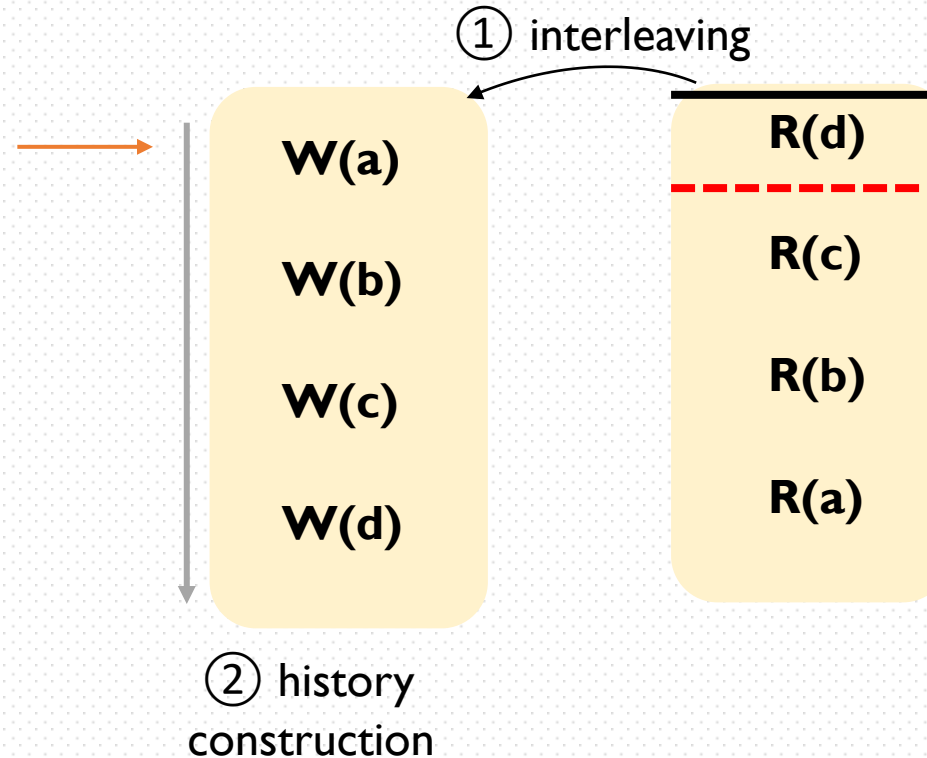 ① interleaving
W(a)
W(b)
W(c)
W(d)
R(d)
R(c)
R(b)
R(a)
② history
construction